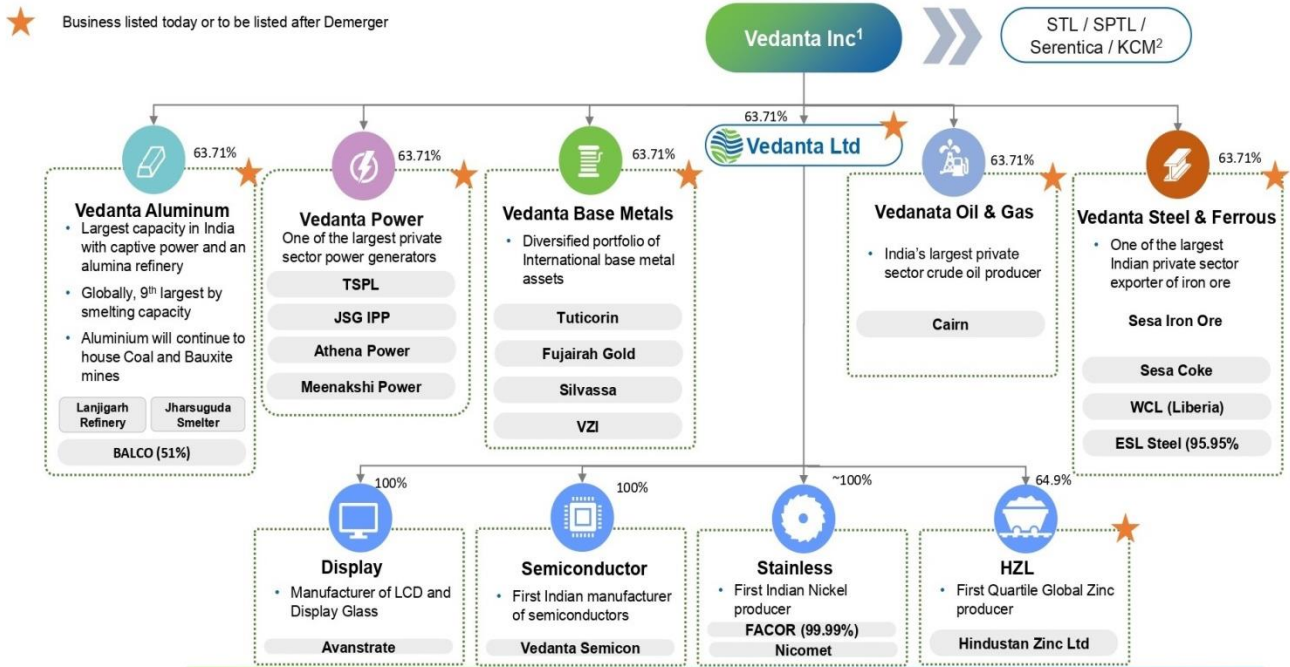 Business listed today or to be listed after Demerger
Vedanta Inc¹
STL / SPTL /
Serentica / KCM²
63.71%
Vedanta Ltd
63.71%
Vedanta Aluminum
• Largest capacity in India
with captive power and an
alumina refinery
• Globally, 9th largest by
smelting capacity
• Aluminium will continue to
house Coal and Bauxite
mines
Lanjigarh
Refinery
Jharsuguda
Smelter
BALCO (51%)
63.71%
Vedanta Power
One of the largest private
sector power generators
TSPL
JSG IPP
Athena Power
Meenakshi Power
63.71%
Vedanta Base Metals
• Diversified portfolio of
International base metal
assets
Tuticorin
Fujairah Gold
Silvassa
VZI
63.71%
Vedanata Oil & Gas
• India's largest private
sector crude oil producer
Cairn
63.71%
Vedanta Steel & Ferrous
• One of the largest
Indian private sector
exporter of iron ore
Sesa Iron Ore
Sesa Coke
WCL (Liberia)
ESL Steel (95.95%
100%
Display
• Manufacturer of LCD and
Display Glass
Avanstrate
100%
Semiconductor
• First Indian manufacturer
of semiconductors
Vedanta Semicon
~100%
Stainless
• First Indian Nickel
producer
FACOR (99.99%)
Nicomet
64.9%
HZL
• First Quartile Global Zinc
producer
Hindustan Zinc Ltd